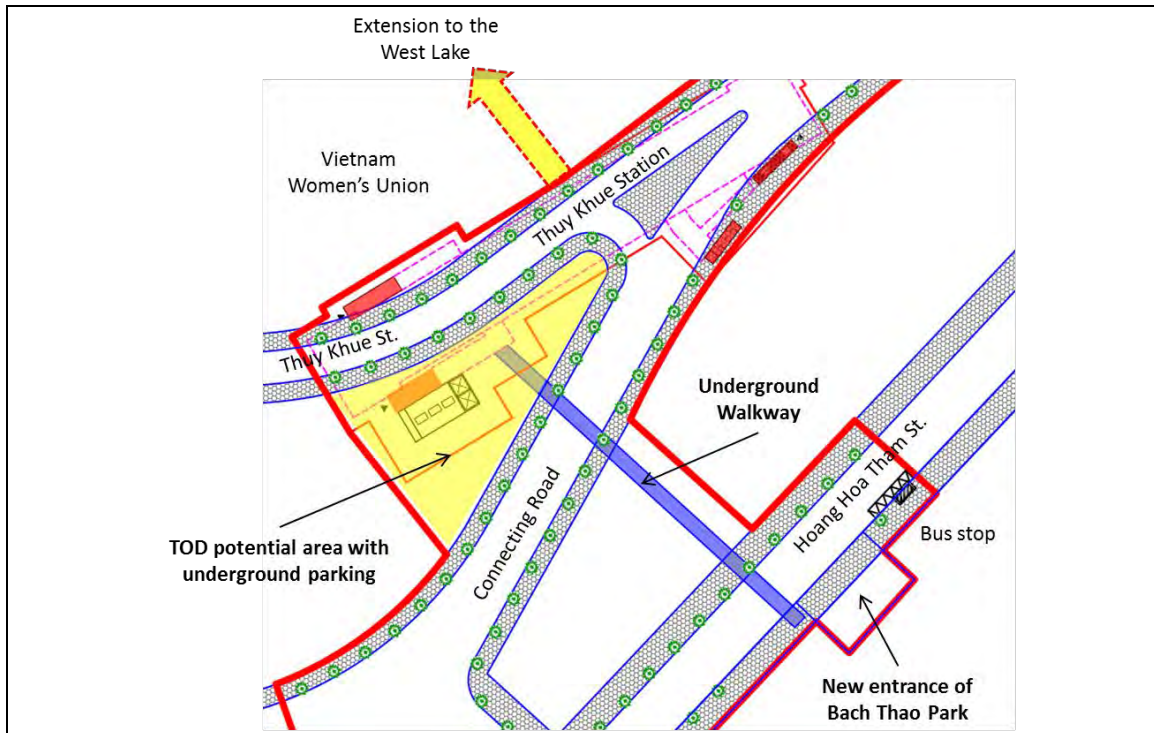 Extension to the
West Lake
Vietnam
Women's Union
Thuy Khue Station
Thuy Khue St.
Underground
Walkway
Hoang Hoa Tham St.
Bus stop
Connecting Road
TOD potential area with
underground parking
New entrance of
Bach Thao Park